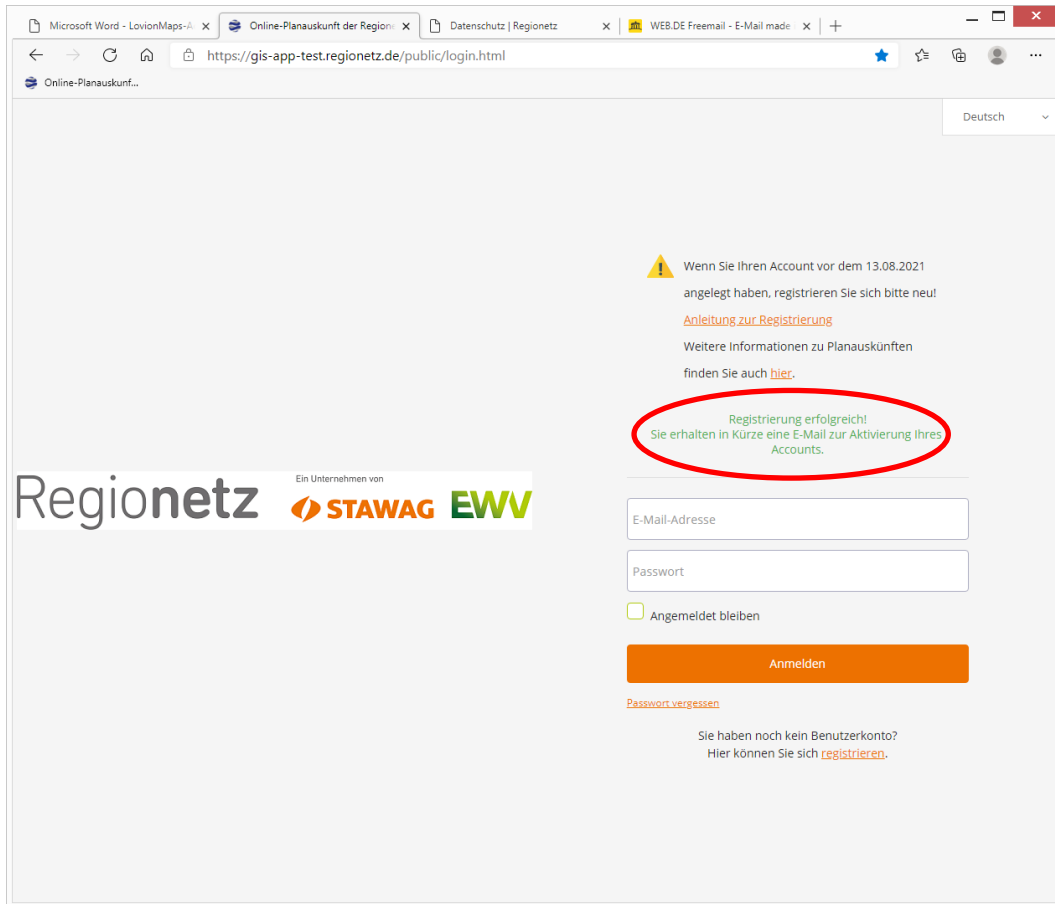 Microsoft Word - LovionMaps-A
Online-Planauskunft der Regione
Datenschutz | Regionetz
WEB.DE Freemail - E-Mail made
https://gis-app-test.regionetz.de/public/login.html
Online-Planauskunf...
Deutsch
Wenn Sie Ihren Account vor dem 13.08.2021
angelegt haben, registrieren Sie sich bitte neu!
Anleitung zur Registrierung
Weitere Informationen zu Planauskünften
finden Sie auch hier.
Registrierung erfolgreich!
Sie erhalten in Kürze eine E-Mail zur Aktivierung Ihres
Accounts.
Regionetz
Ein Unternehmen von
STAWAG EWV
E-Mail-Adresse
Passwort
Angemeldet bleiben
Anmelden
Passwort vergessen
Sie haben noch kein Benutzerkonto?
Hier können Sie sich registrieren.